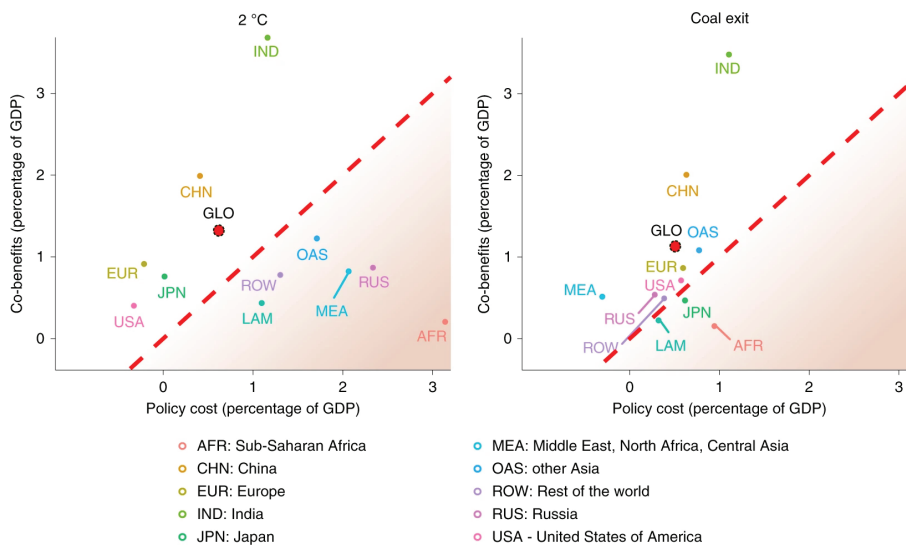 2 °C
Co-benefits (percentage of GDP)
3
2
1
0
IND
CHN
GLO
EUR
JPN
USA
OAS
ROW
LAM
MEA
RUS
AFR
0 1 2 3
Policy cost (percentage of GDP)
Coal exit
Co-benefits (percentage of GDP)
3
2
1
0
IND
CHN
GLO
OAS
EUR
USA
MEA
RUS
JPN
ROW
LAM
AFR
0 1 2 3
Policy cost (percentage of GDP)
AFR: Sub-Saharan Africa
CHN: China
EUR: Europe
IND: India
JPN: Japan
MEA: Middle East, North Africa, Central Asia
OAS: other Asia
ROW: Rest of the world
RUS: Russia
USA - United States of America